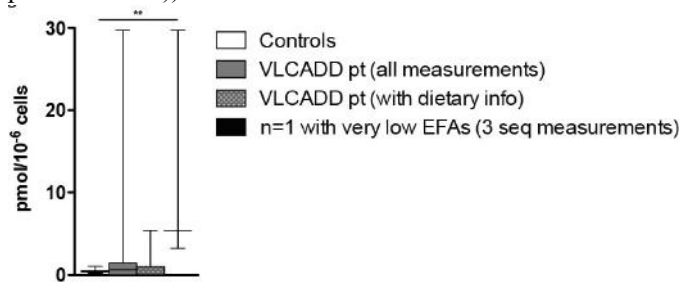 **
30
20
10
0
pmol/10⁻⁶ cells
Controls
VLCADD pt (all measurements)
VLCADD pt (with dietary info)
n=1 with very low EFAs (3 seq measurements)